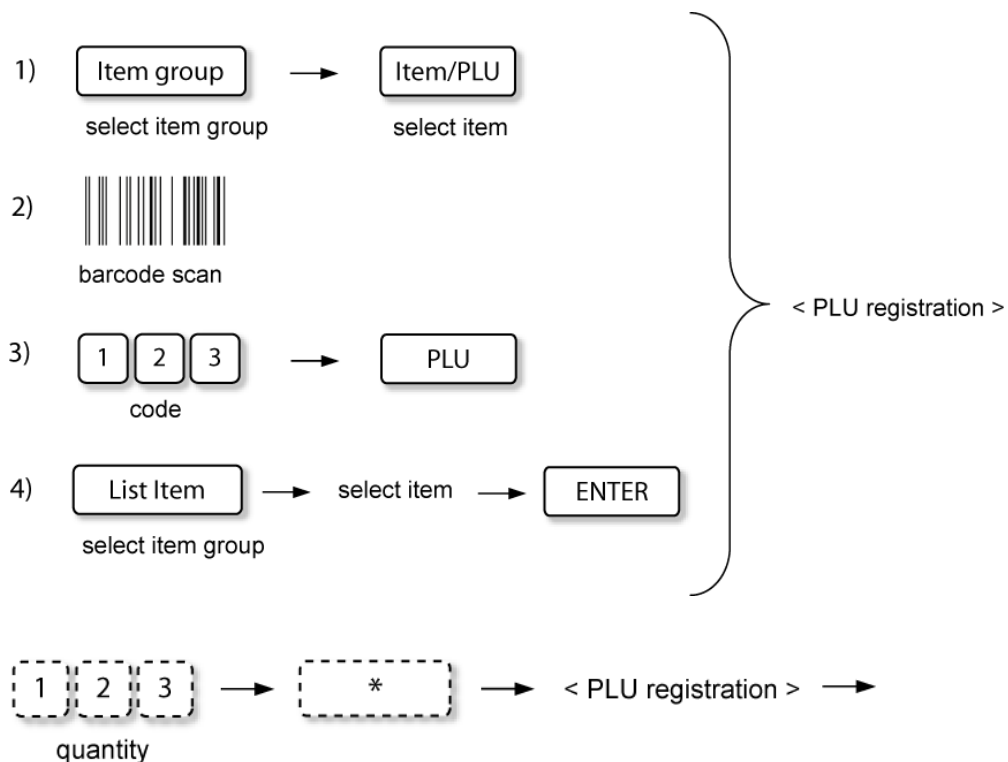 1) Item group Item/PLU
select item group select item
2)
barcode scan
< PLU registration >
3) 1 2 3 PLU
code
4) List Item select item ENTER
select item group
1 2 3 * < PLU registration >
quantity